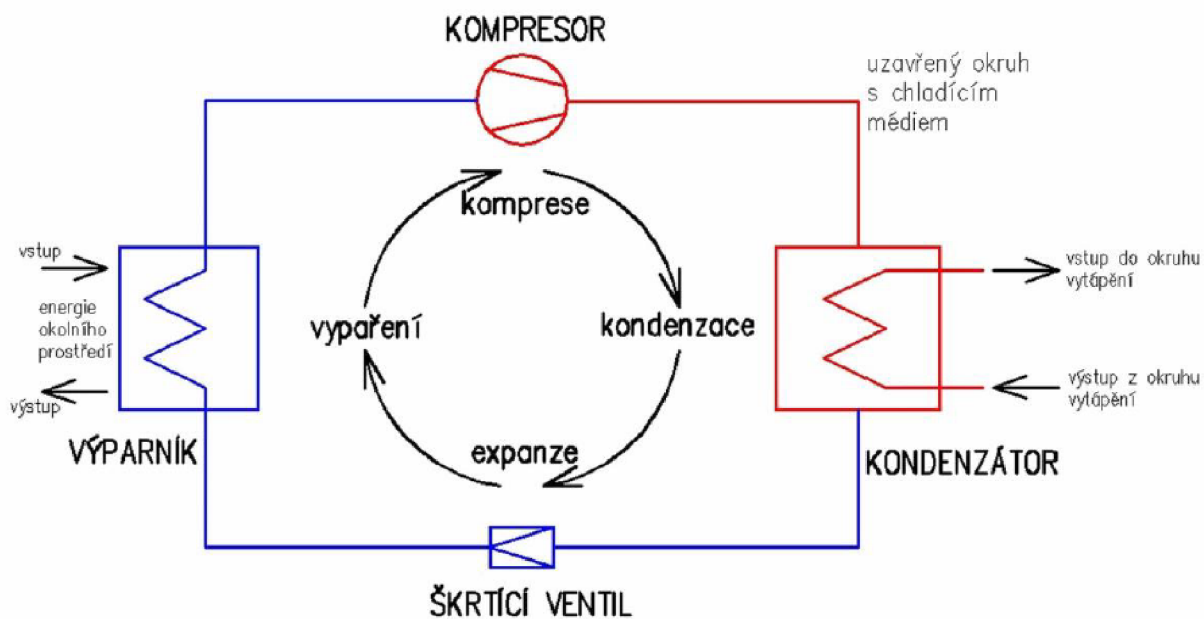 KOMPRESOR
uzavřený okruh
s chladícím
médiem
komprese
vstup
energie
okolního
prostředí
výstup
vypaření
kondenzace
vstup do okruhu
vytápění
výstup z okruhu
vytápění
VÝPARNÍK
expanze
KONDENZÁTOR
ŠKRTÍCÍ VENTIL